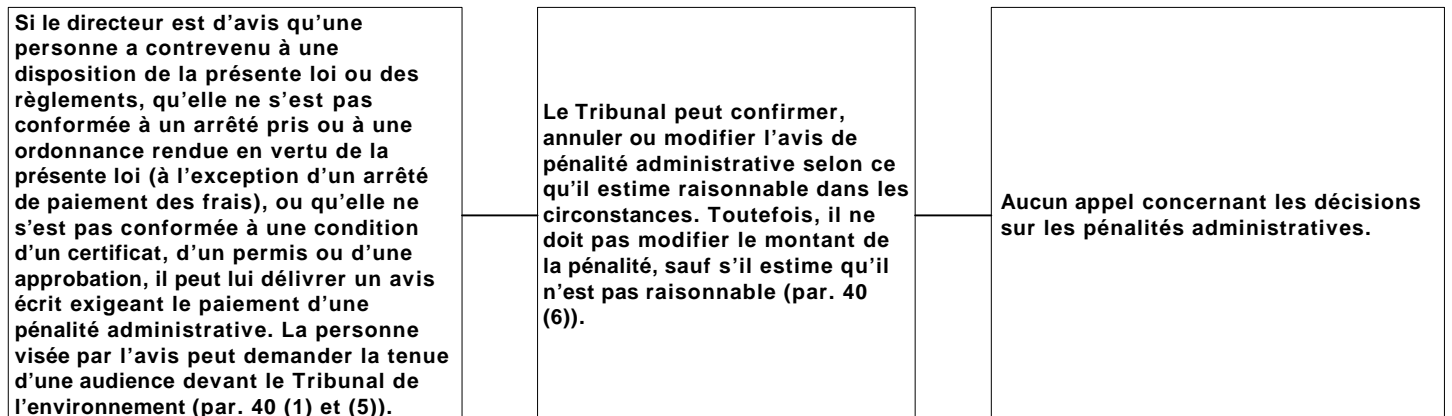 Si le directeur est d’avis qu’une
personne a contrevenu à une
disposition de la présente loi ou des
règlements, qu’elle ne s’est pas
conformée à un arrêté pris ou à une
ordonnance rendue en vertu de la
présente loi (à l’exception d’un arrêté
de paiement des frais), ou qu’elle ne
s’est pas conformée à une condition
d’un certificat, d’un permis ou d’une
approbation, il peut lui délivrer un avis
écrit exigeant le paiement d’une
pénalité administrative. La personne
visée par l’avis peut demander la tenue
d’une audience devant le Tribunal de
l’environnement (par. 40 (1) et (5)).
Le Tribunal peut confirmer,
annuler ou modifier l’avis de
pénalité administrative selon ce
qu’il estime raisonnable dans les
circonstances. Toutefois, il ne
doit pas modifier le montant de
la pénalité, sauf s’il estime qu’il
n’est pas raisonnable (par. 40
(6)).
Aucun appel concernant les décisions
sur les pénalités administratives.